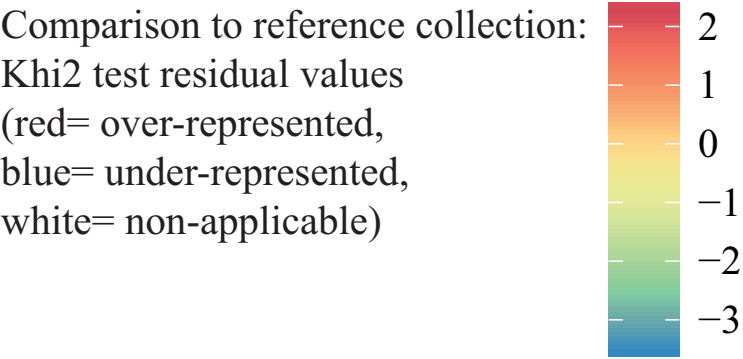 Comparison to reference collection:
Khi2 test residual values
(red= over-represented,
blue= under-represented,
white= non-applicable)
2
1
0
−1
−2
−3